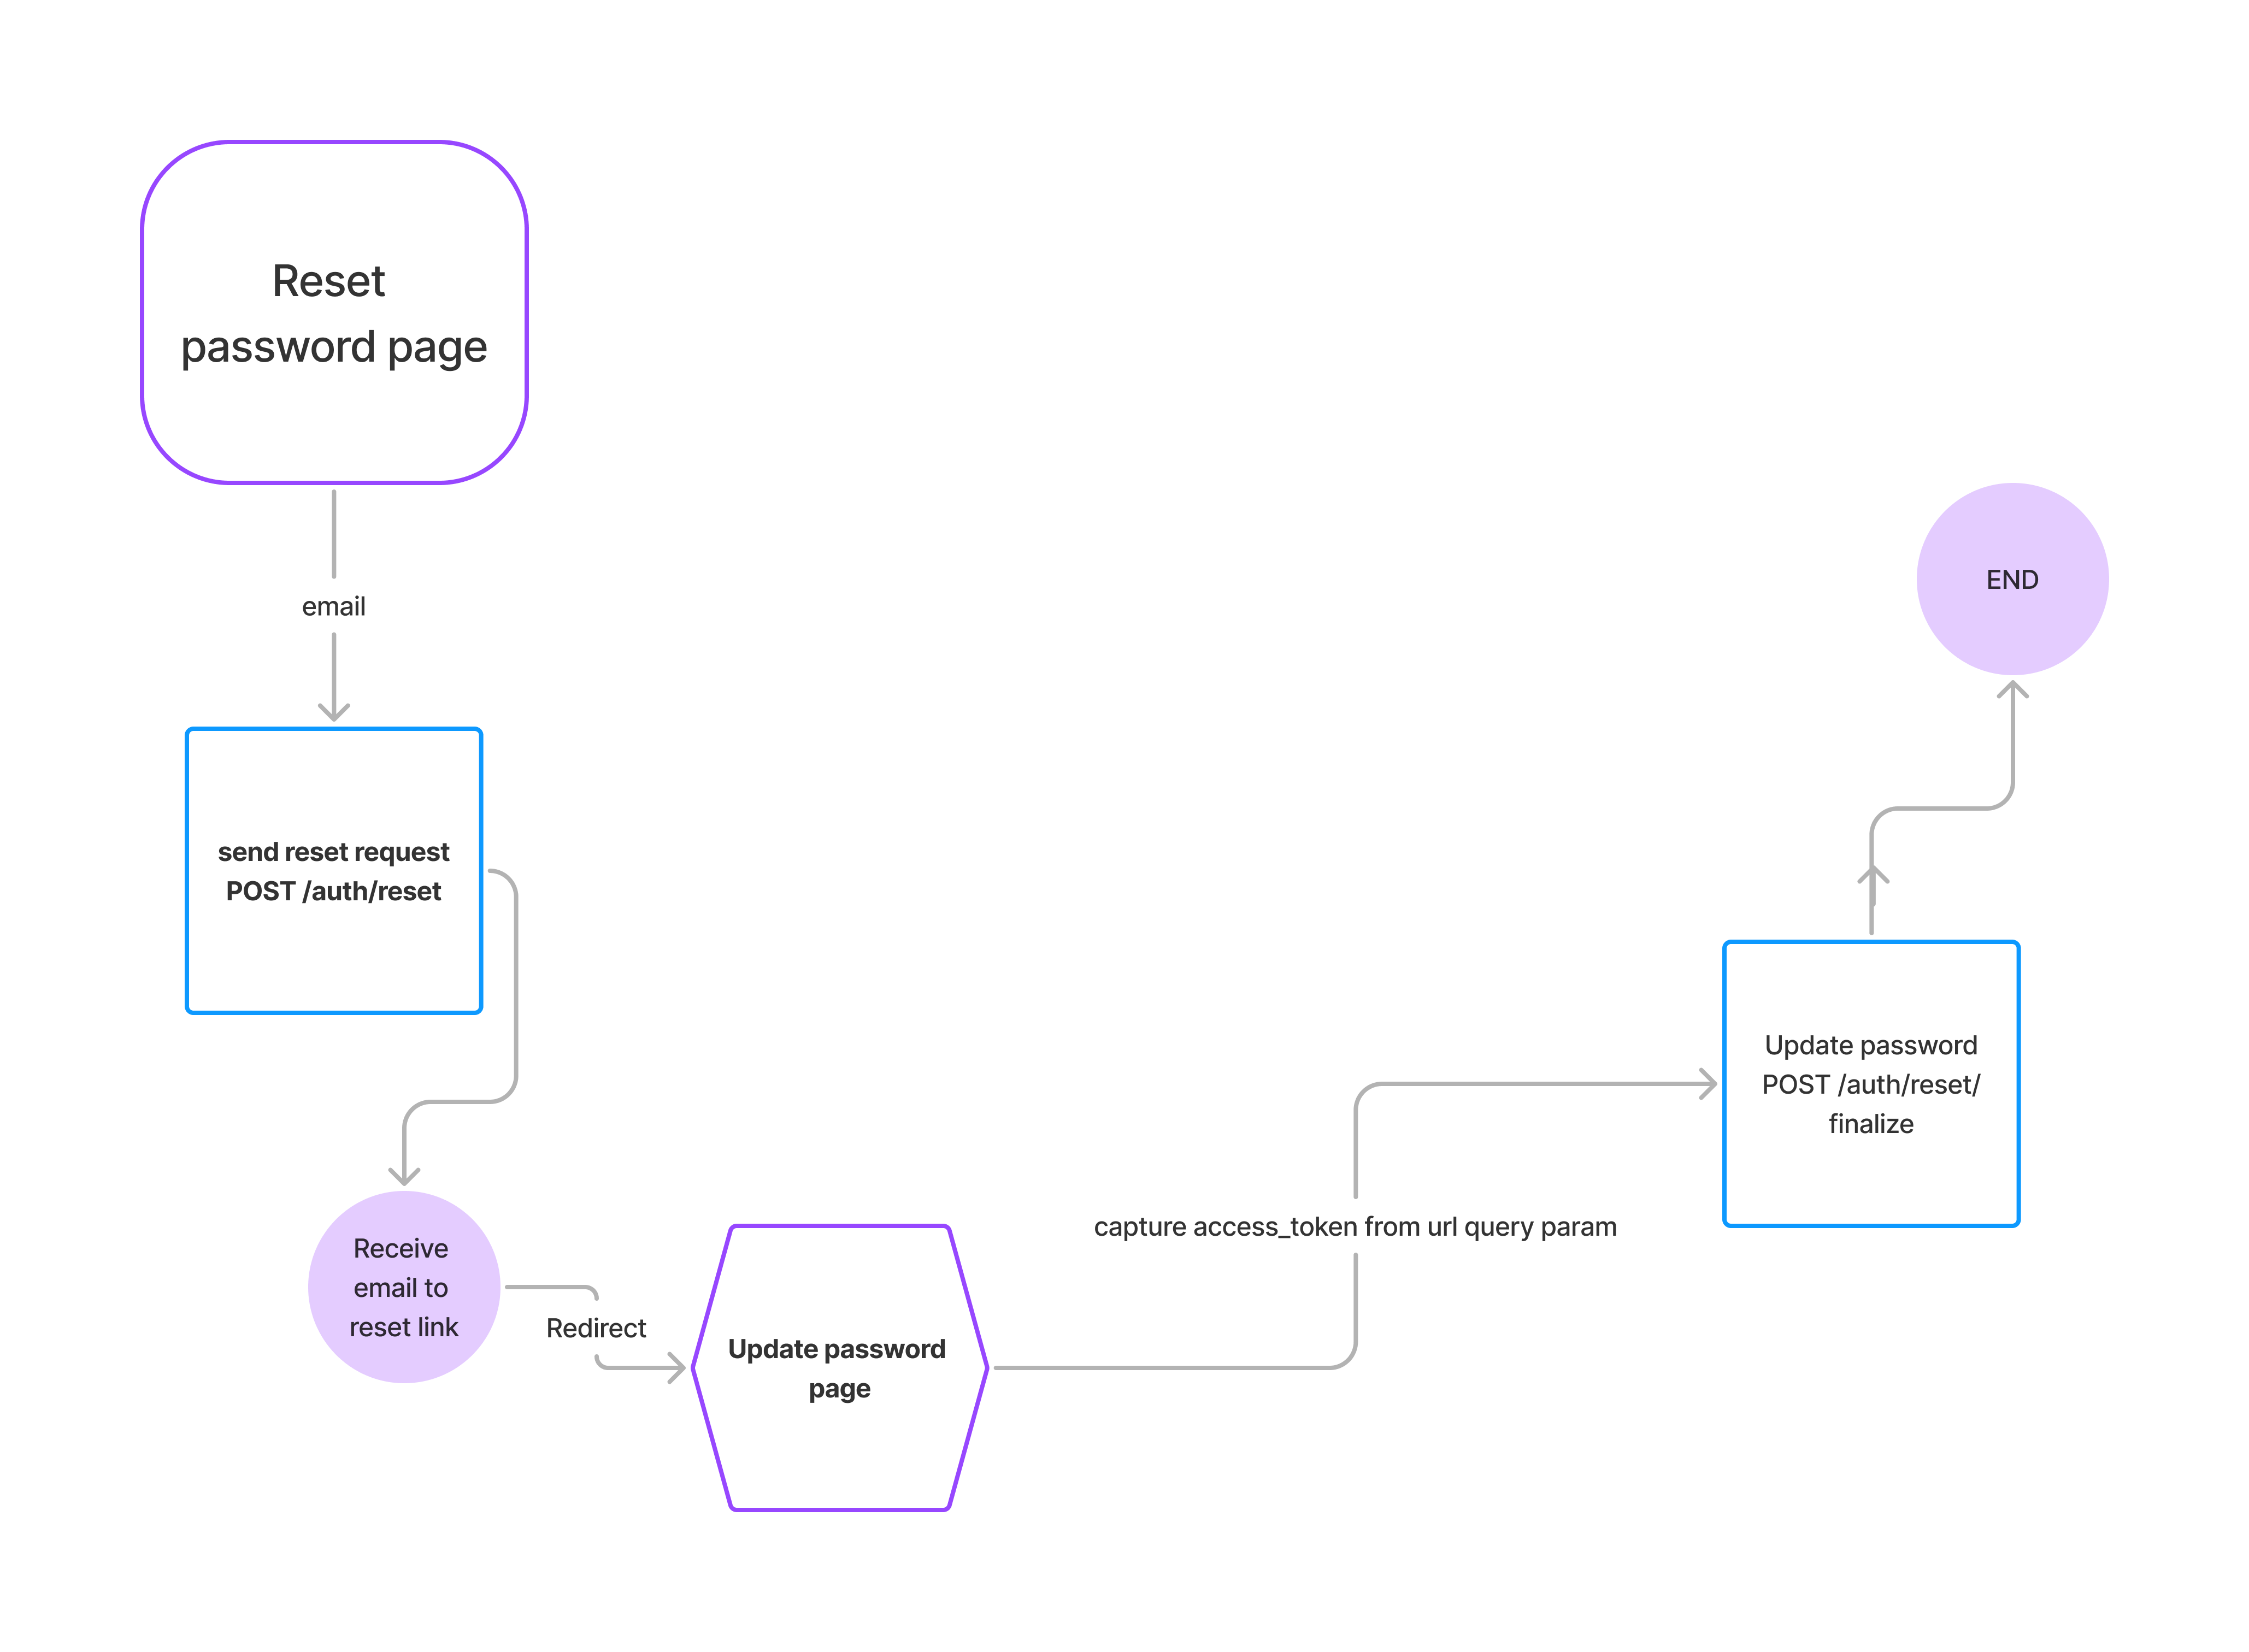 Reset
password page
email
send reset request
POST /auth/reset
Receive
email to
reset link
Redirect
Update password
page
capture access_token from url query param
Update password
POST /auth/reset/
finalize
END